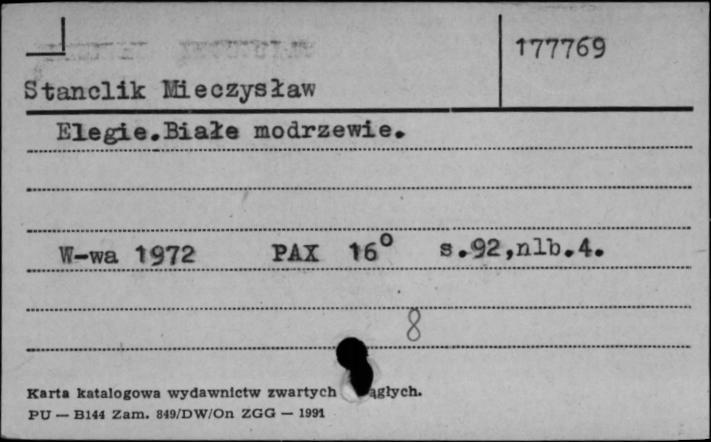 177769
Stanclik Mieczysław
Elegie.Białe modrzewie.
W-wa 1972 PAX 16° s.92,nlb.4.
8
Karta katalogowa wydawnictw zwartych ągłych.
PU — B144 Zam. 849/DW/On ZGG — 1991